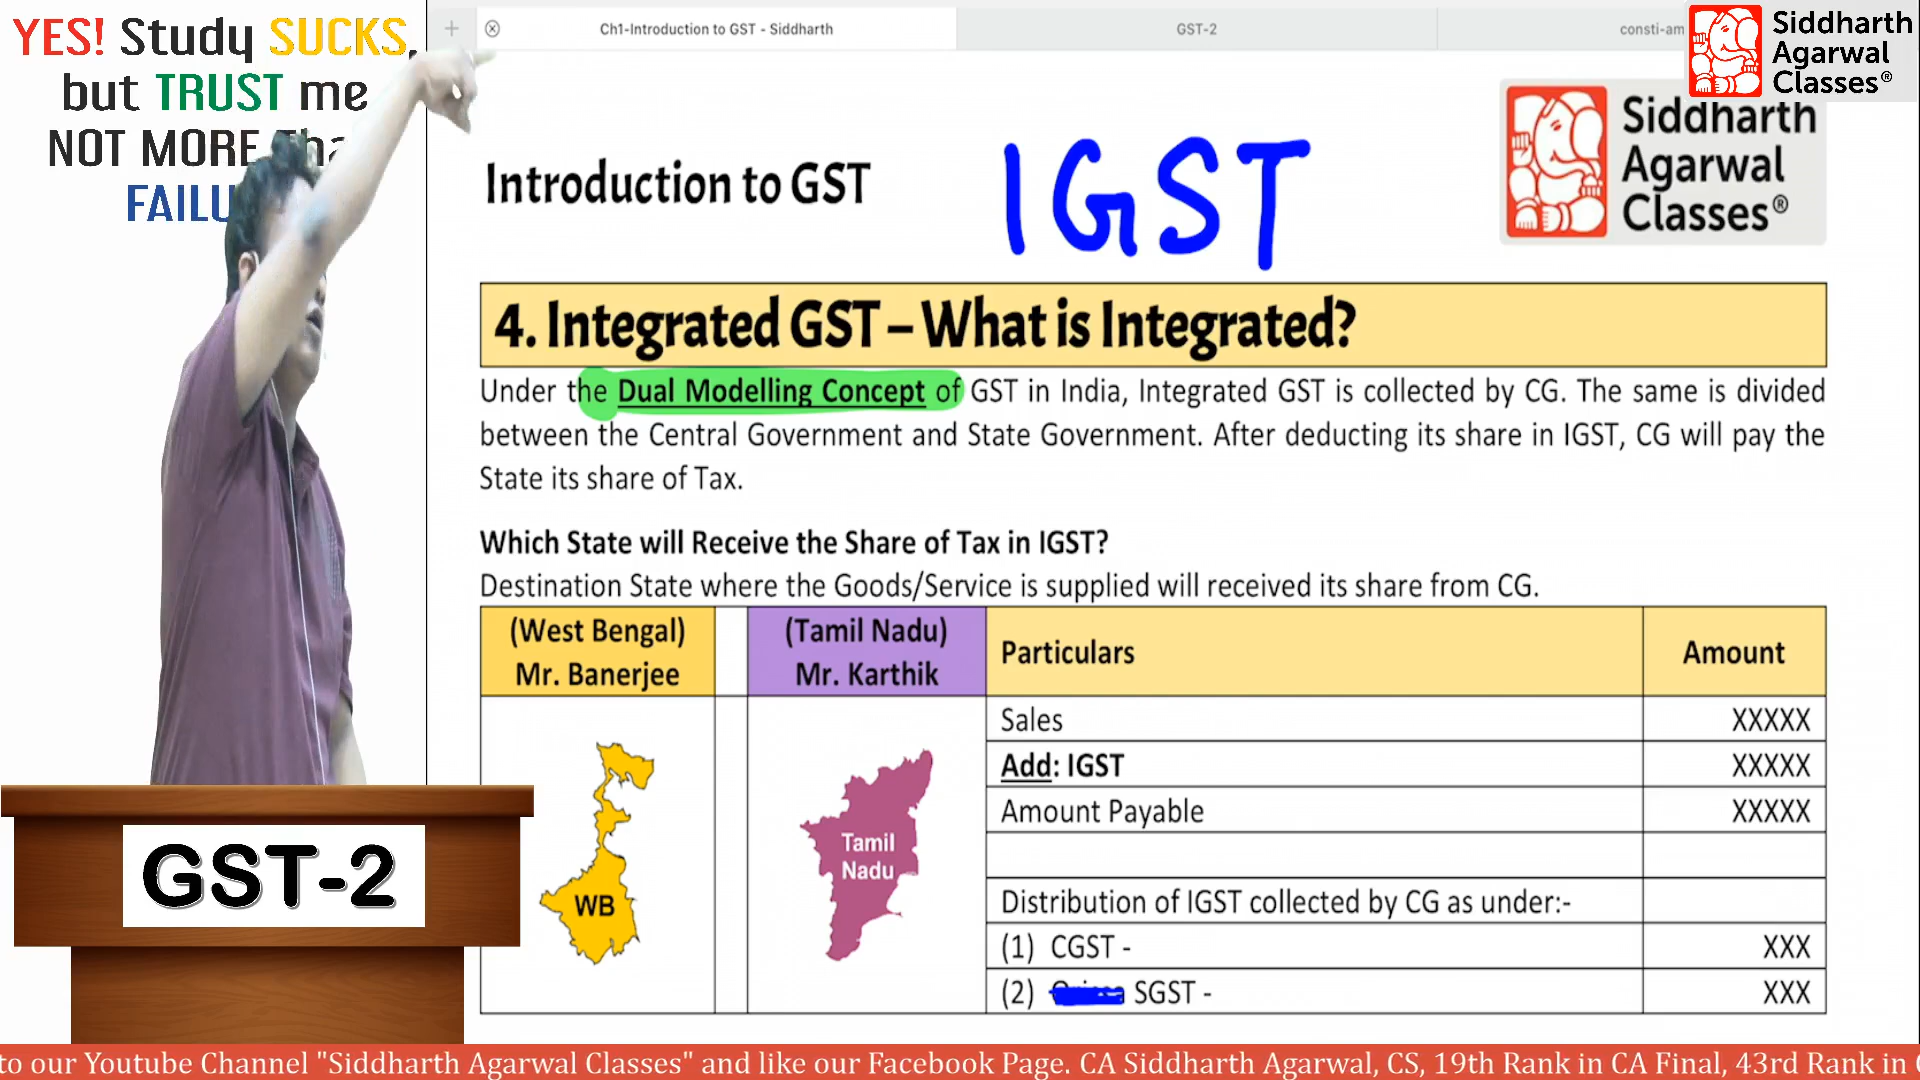 YES! Study SUCKS,
but TRUST me
NOT MORE
Ch1-Introduction to GST - Siddharth
GST-2
consti-am
Siddharth
Agarwal
Classes®
Introduction to GST
IGST
Siddharth
Agarwal
Classes®
4. Integrated GST – What is Integrated?
Under the Dual Modelling Concept of GST in India, Integrated GST is collected by CG. The same is divided
between the Central Government and State Government. After deducting its share in IGST, CG will pay the
State its share of Tax.
Which State will Receive the Share of Tax in IGST?
Destination State where the Goods/Service is supplied will received its share from CG.
(West Bengal)
Mr. Banerjee
(Tamil Nadu)
Mr. Karthik
Particulars
Amount
Sales
XXXXX
Add: IGST
XXXXX
Amount Payable
XXXXX
Distribution of IGST collected by CG as under:-
(1) CGST -
XXX
(2) SGST -
XXX
WB
Tamil
Nadu
GST-2
to our Youtube Channel "Siddharth Agarwal Classes" and like our Facebook Page. CA Siddharth Agarwal, CS, 19th Rank in CA Final, 43rd Rank in